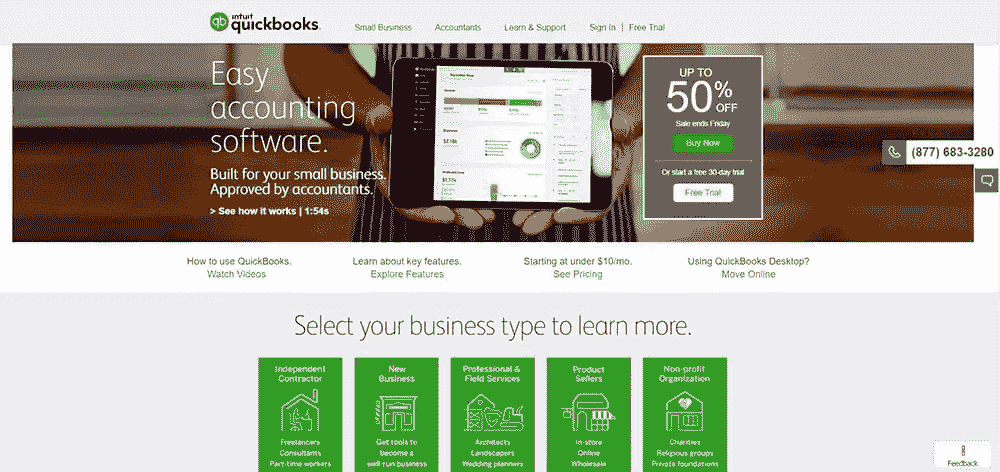 intuit
quickbooks.
Small Business
Accountants
Learn & Support
Sign In | Free Trial
Easy
accounting
software.
Built for your small business.
Approved by accountants.
> See how it works | 1:54s
UP TO
50% OFF
Sale ends Friday
Buy Now
Or start a free 30-day trial
Free Trial
(877) 683-3280
How to use QuickBooks.
Watch Videos
Learn about key features.
Explore Features
Starting at under $10/mo.
See Pricing
Using QuickBooks Desktop?
Move Online
Select your business type to learn more.
Independent
Contractor
Freelancers
Consultants
Part-time workers
New
Business
Get tools to
become a
well-run business
Professional &
Field Services
Architects
Landscapers
Wedding planners
Product
Sellers
In-store
Online
Wholesale
Non-profit
Organization
Charities
Religious groups
Private foundations
Feedback